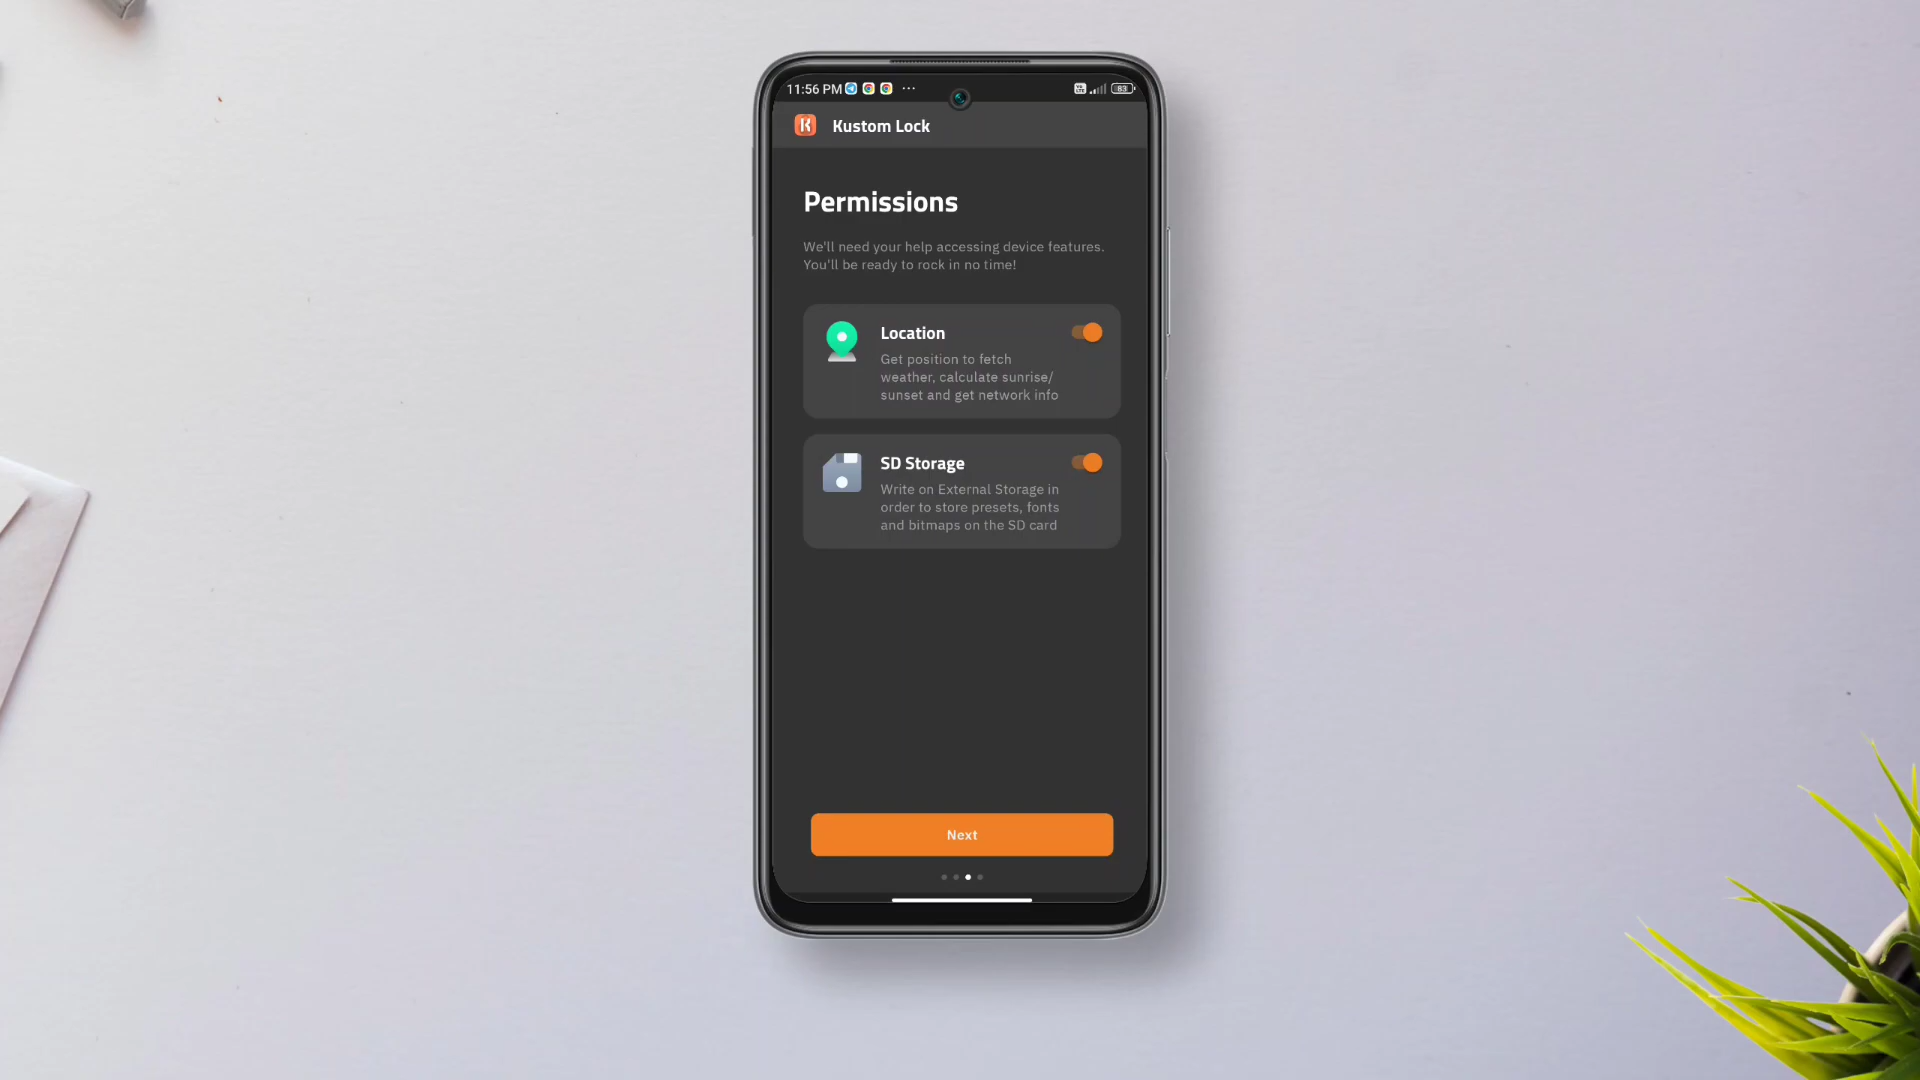 11:56 PM ...
83
Kustom Lock
Permissions
We'll need your help accessing device features.
You'll be ready to rock in no time!
Location
Get position to fetch
weather, calculate sunrise/
sunset and get network info
SD Storage
Write on External Storage in
order to store presets, fonts
and bitmaps on the SD card
Next